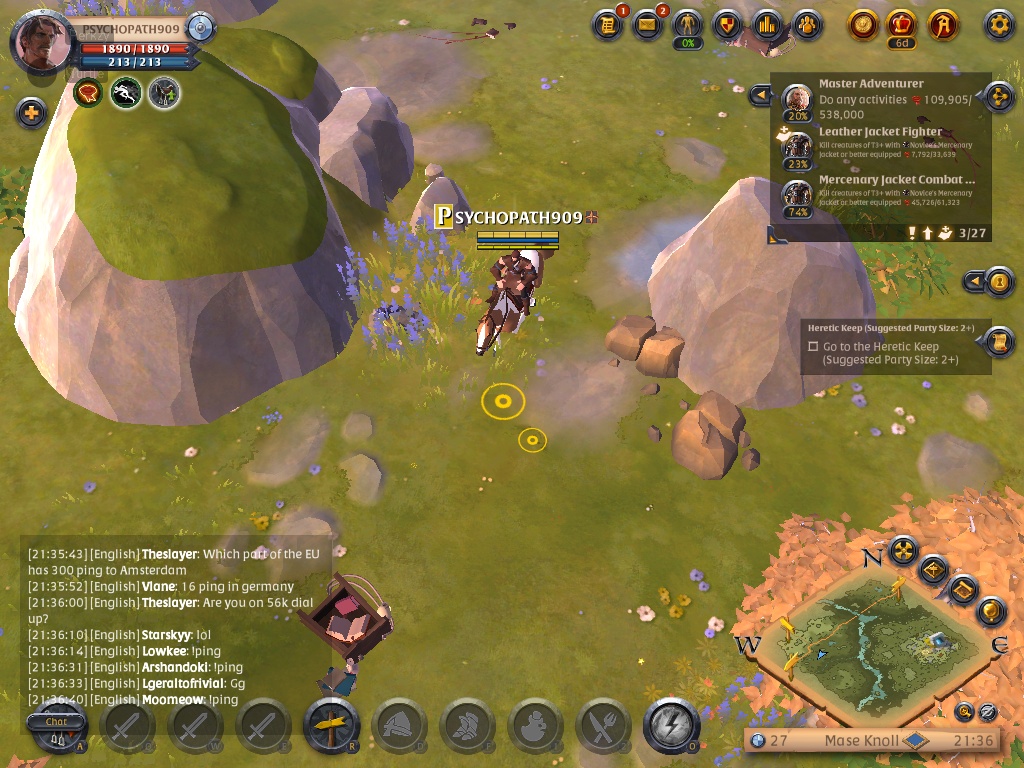 PSYCHOPATH909
1890 / 1890
213 / 213
1
2
0%
6d
Master Adventurer
Do any activities 109,905/
538,000
20%
Leather Jacket Fighter
Kill creatures of T3+ with Novice's Mercenary
Jacket or better equipped 7,792/33,639
23%
Mercenary Jacket Combat ...
Kill creatures of T3+ with Novice's Mercenary
Jacket or better equipped 45,726/61,323
74%
3/27
PSYCHOPATH909
Heretic Keep (Suggested Party Size: 2+)
Go to the Heretic Keep
(Suggested Party Size: 2+)
[21:35:43] [English] Theslayer: Which part of the EU
has 300 ping to Amsterdam
[21:35:52] [English] Vlane: 16 ping in germany
[21:36:00] [English] Theslayer: Are you on 56k dial
up?
[21:36:10] [English] Starskyy: lol
[21:36:14] [English] Lowkee: !ping
[21:36:31] [English] Arshandoki: !ping
[21:36:33] [English] Lgeraltofrivial: Gg
[21:36:40] [English] Moomeow: !ping
N
W
E
Chat
A
Q
W
E
R
D
F
O
27
Mase Knoll
21:36